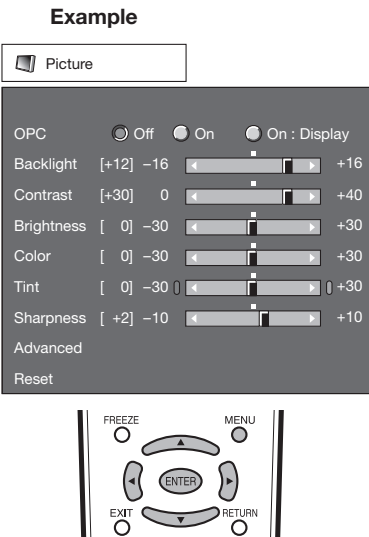 Example
Picture
OPC Off On On : Display
Backlight [+12] −16 +16
Contrast [+30] 0 +40
Brightness [ 0] −30 +30
Color [ 0] −30 +30
Tint [ 0] −30 +30
Sharpness [ +2] −10 +10
Advanced
Reset
FREEZE MENU
ENTER
EXIT RETURN